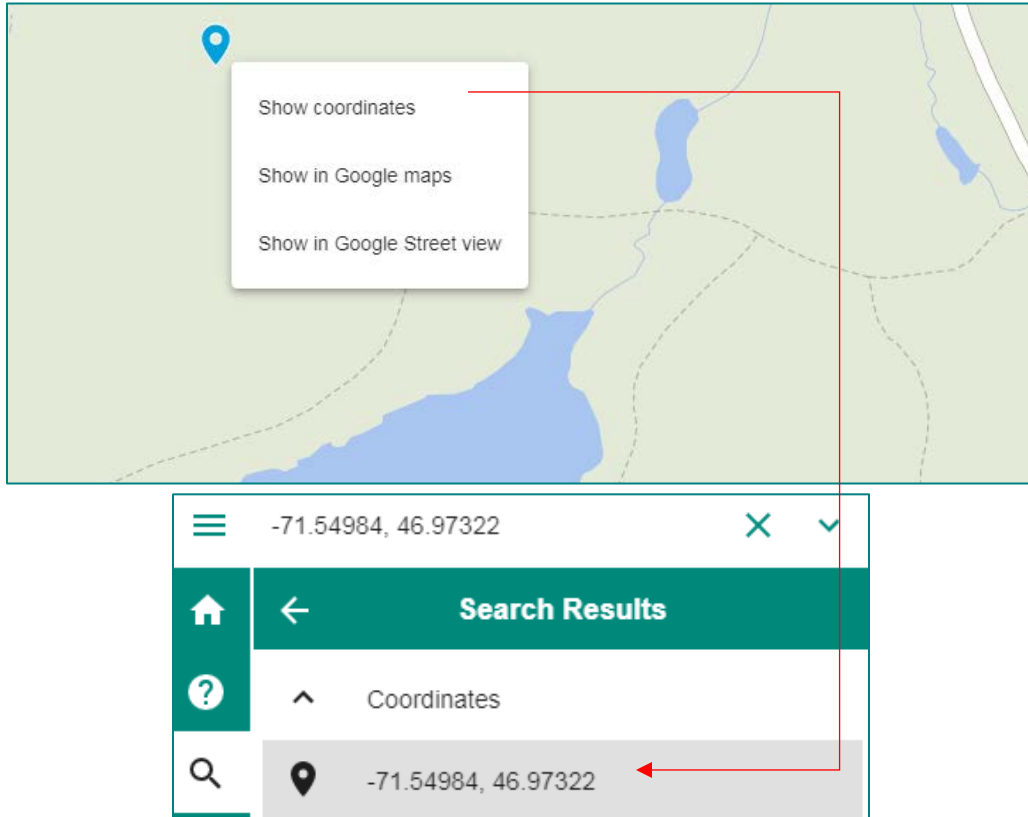 Show coordinates
Show in Google maps
Show in Google Street view
-71.54984, 46.97322
Search Results
Coordinates
-71.54984, 46.97322